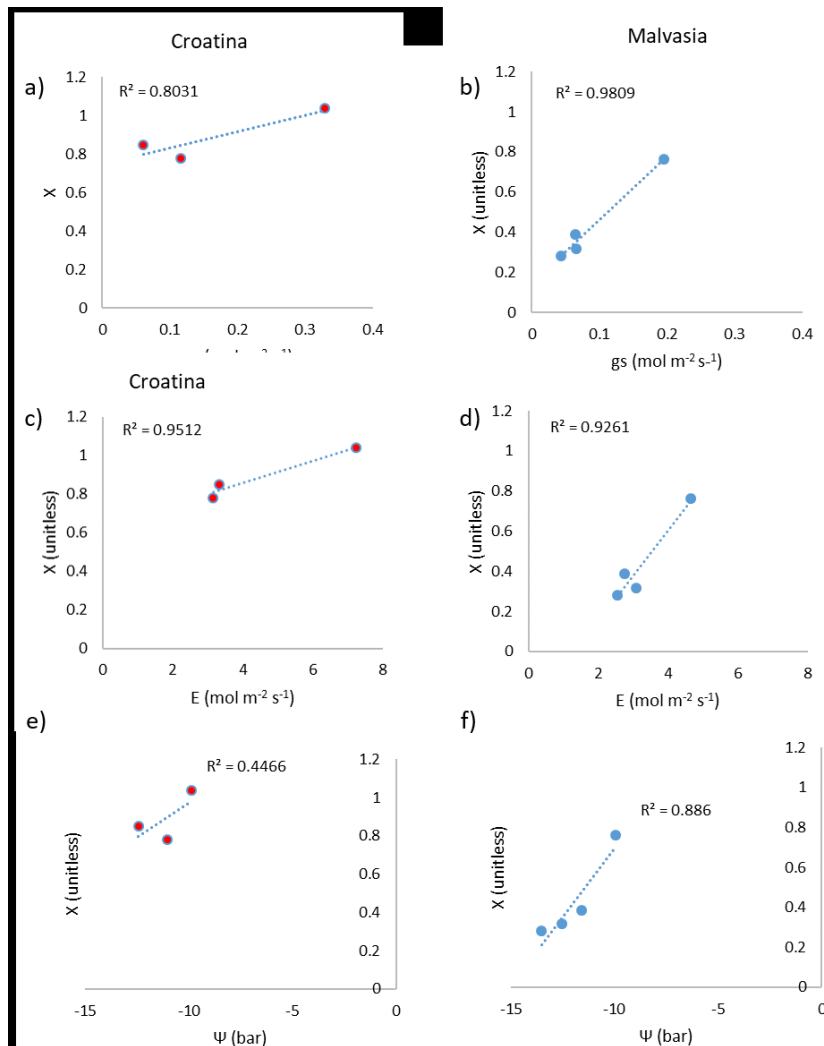 Croatina
Malvasia
a)
R² = 0.8031
1.2
1
0.8
0.6
0.4
0.2
0
X
0
0.1
0.2
0.3
0.4
b)
R² = 0.9809
1.2
1
0.8
0.6
0.4
0.2
0
X (unitless)
0
0.1
0.2
0.3
0.4
gs (mol m⁻² s-¹)
Croatina
c)
R² = 0.9512
1.2
1
0.8
0.6
0.4
0.2
0
X (unitless)
0
2
4
6
8
E (mol m⁻² s⁻¹)
d)
R² = 0.9261
1.2
1
0.8
0.6
0.4
0.2
0
X (unitless)
0
2
4
6
8
E (mol m⁻² s⁻¹)
e)
R² = 0.4466
1.2
1
0.8
0.6
0.4
0.2
0
X (unitless)
-15
-10
-5
0
Ψ (bar)
f)
R² = 0.886
1.2
1
0.8
0.6
0.4
0.2
0
X (unitless)
-15
-10
-5
0
Ψ (bar)